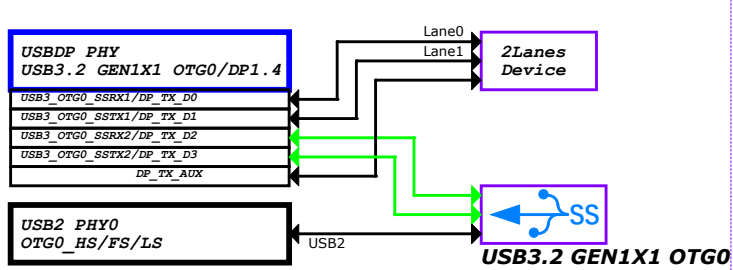 USBDP PHY
USB3.2 GEN1X1 OTG0/DP1.4
USB3_OTG0_SSRX1/DP_TX_D0
USB3_OTG0_SSTX1/DP_TX_D1
USB3_OTG0_SSRX2/DP_TX_D2
USB3_OTG0_SSTX2/DP_TX_D3
DP_TX_AUX
Lane0
Lane1
2Lanes
Device
USB2 PHY0
OTG0_HS/FS/LS
USB2
SS
USB3.2 GEN1X1 OTG0